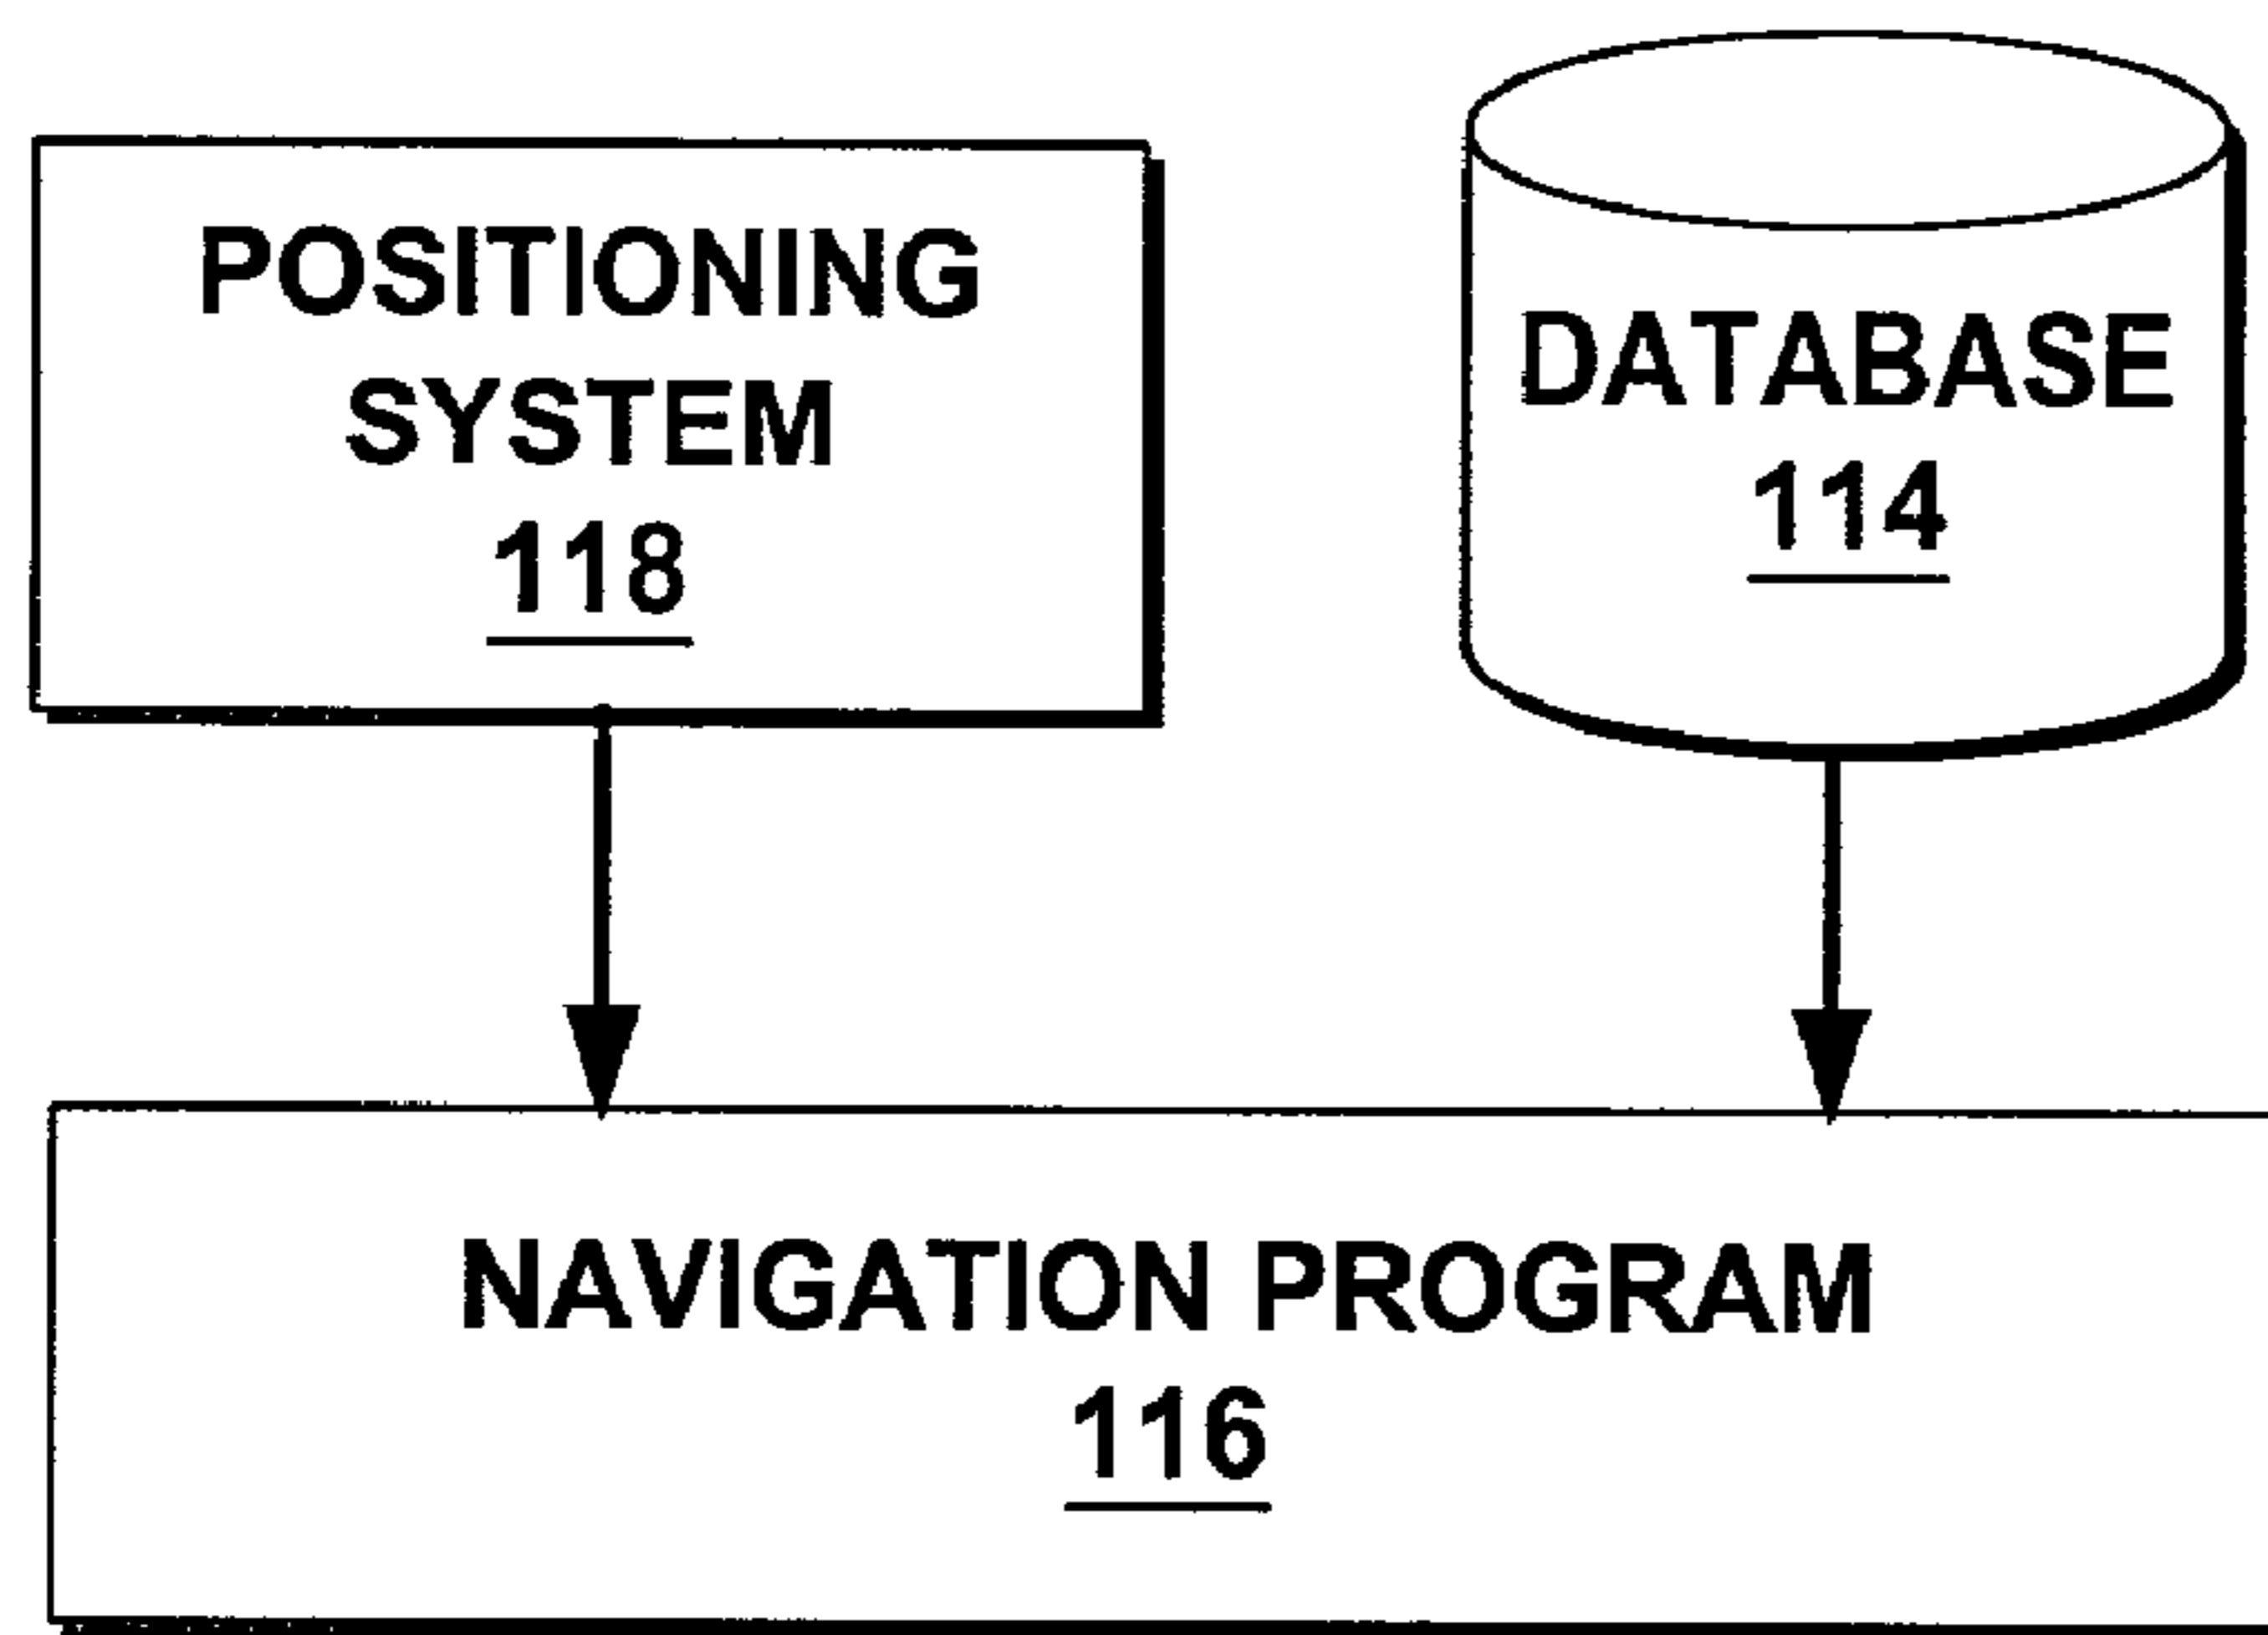 POSITIONING
SYSTEM
118
DATABASE
114
NAVIGATION PROGRAM
116